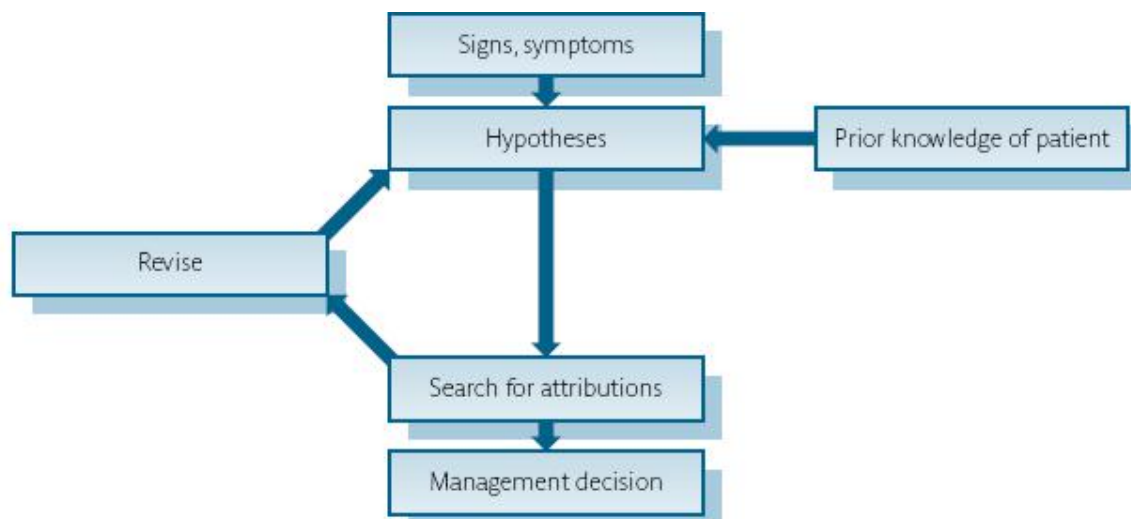 Signs, symptoms
Hypotheses
Prior knowledge of patient
Revise
Search for attributions
Management decision